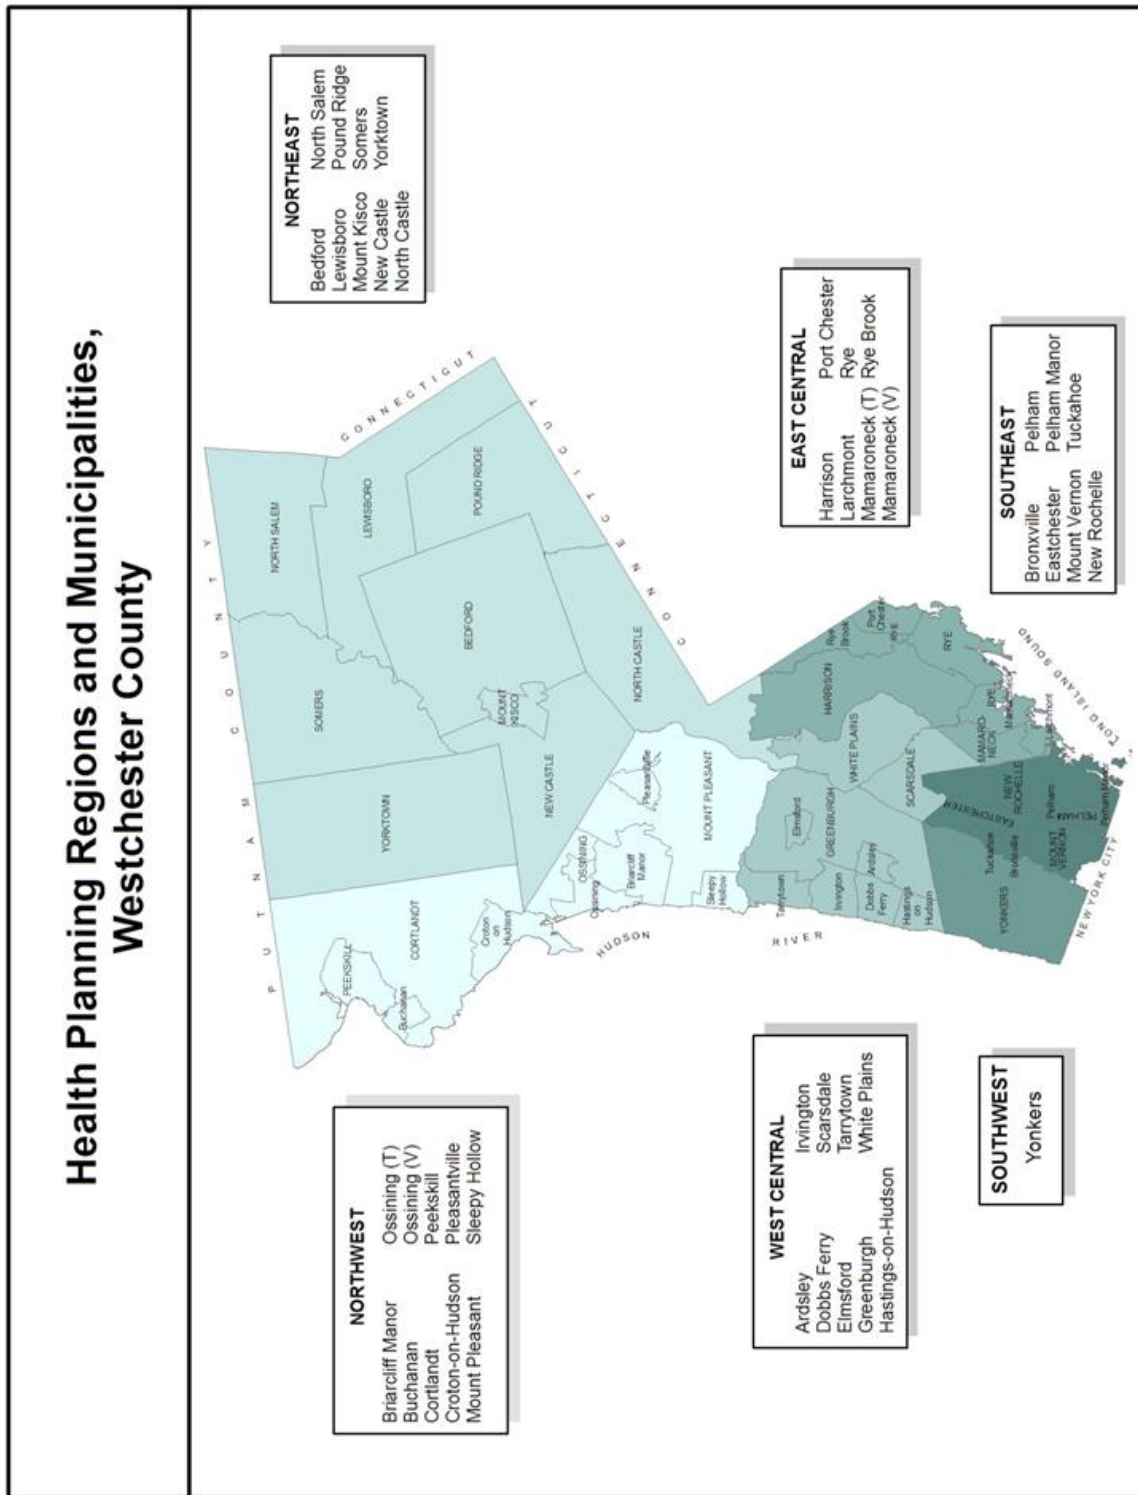 Health Planning Regions and Municipalities,
Westchester County
NORTHWEST
Briarcliff Manor Ossining (T)
Buchanan Ossining (V)
Cortlandt Peekskill
Croton-on-Hudson Pleasantville
Mount Pleasant Sleepy Hollow
NORTHEAST
Bedford North Salem
Lewisboro Pound Ridge
Mount Kisco Somers
New Castle Yorktown
North Castle
WEST CENTRAL
Ardsley Irvington
Dobbs Ferry Scarsdale
Elmsford Tarrytown
Greenburgh White Plains
Hastings-on-Hudson
EAST CENTRAL
Harrison Port Chester
Larchmont Rye
Mamaroneck (T) Rye Brook
Mamaroneck (V)
SOUTHWEST
Yonkers
SOUTHEAST
Bronxville Pelham
Eastchester Pelham Manor
Mount Vernon Tuckahoe
New Rochelle
PUTNAM COUNTY
CONNECTICUT
CONNECTICUT
HUDSON
RIVER
LONG ISLAND SOUND
NEW YORK CITY
NORTH SALEM
SOMERS
YORKTOWN
LEWISBORO
POUND RIDGE
BEDFORD
MOUNT
KISCO
NEW CASTLE
NORTH CASTLE
PEEKSKILL
CORTLANDT
Buchanan
Croton
on
Hudson
OSSINING
Ossining
Briarcliff
Manor
Pleasantville
MOUNT PLEASANT
Sleepy
Hollow
Tarrytown
Elmsford
GREENBURGH
Irvington
Dobbs
Ferry
Ardsley
Hastings
on
Hudson
WHITE PLAINS
SCARSDALE
HARRISON
Rye
Brook
Port
Chester
RYE
RYE
RYE
MAMARO-
NECK
Mamaroneck
Larchmont
YONKERS
Tuckahoe
EASTCHESTER
Bronxville
NEW
ROCHELLE
MOUNT
VERNON
Pelham
PELHAM
Pelham Manor